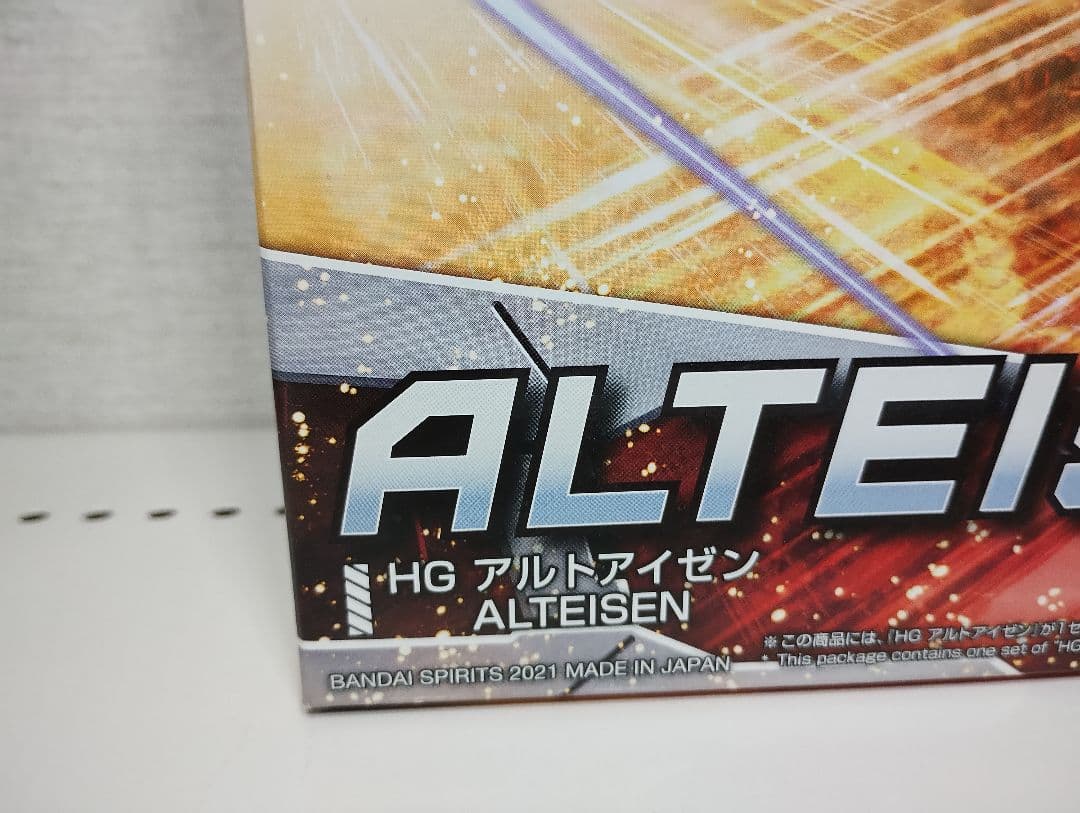 ALTEIS
HG アルトアイゼン
ALTEISEN
※この商品には、「HG アルトアイゼン」が1セ
* This package contains one set of "HG
BANDAI SPIRITS 2021 MADE IN JAPAN